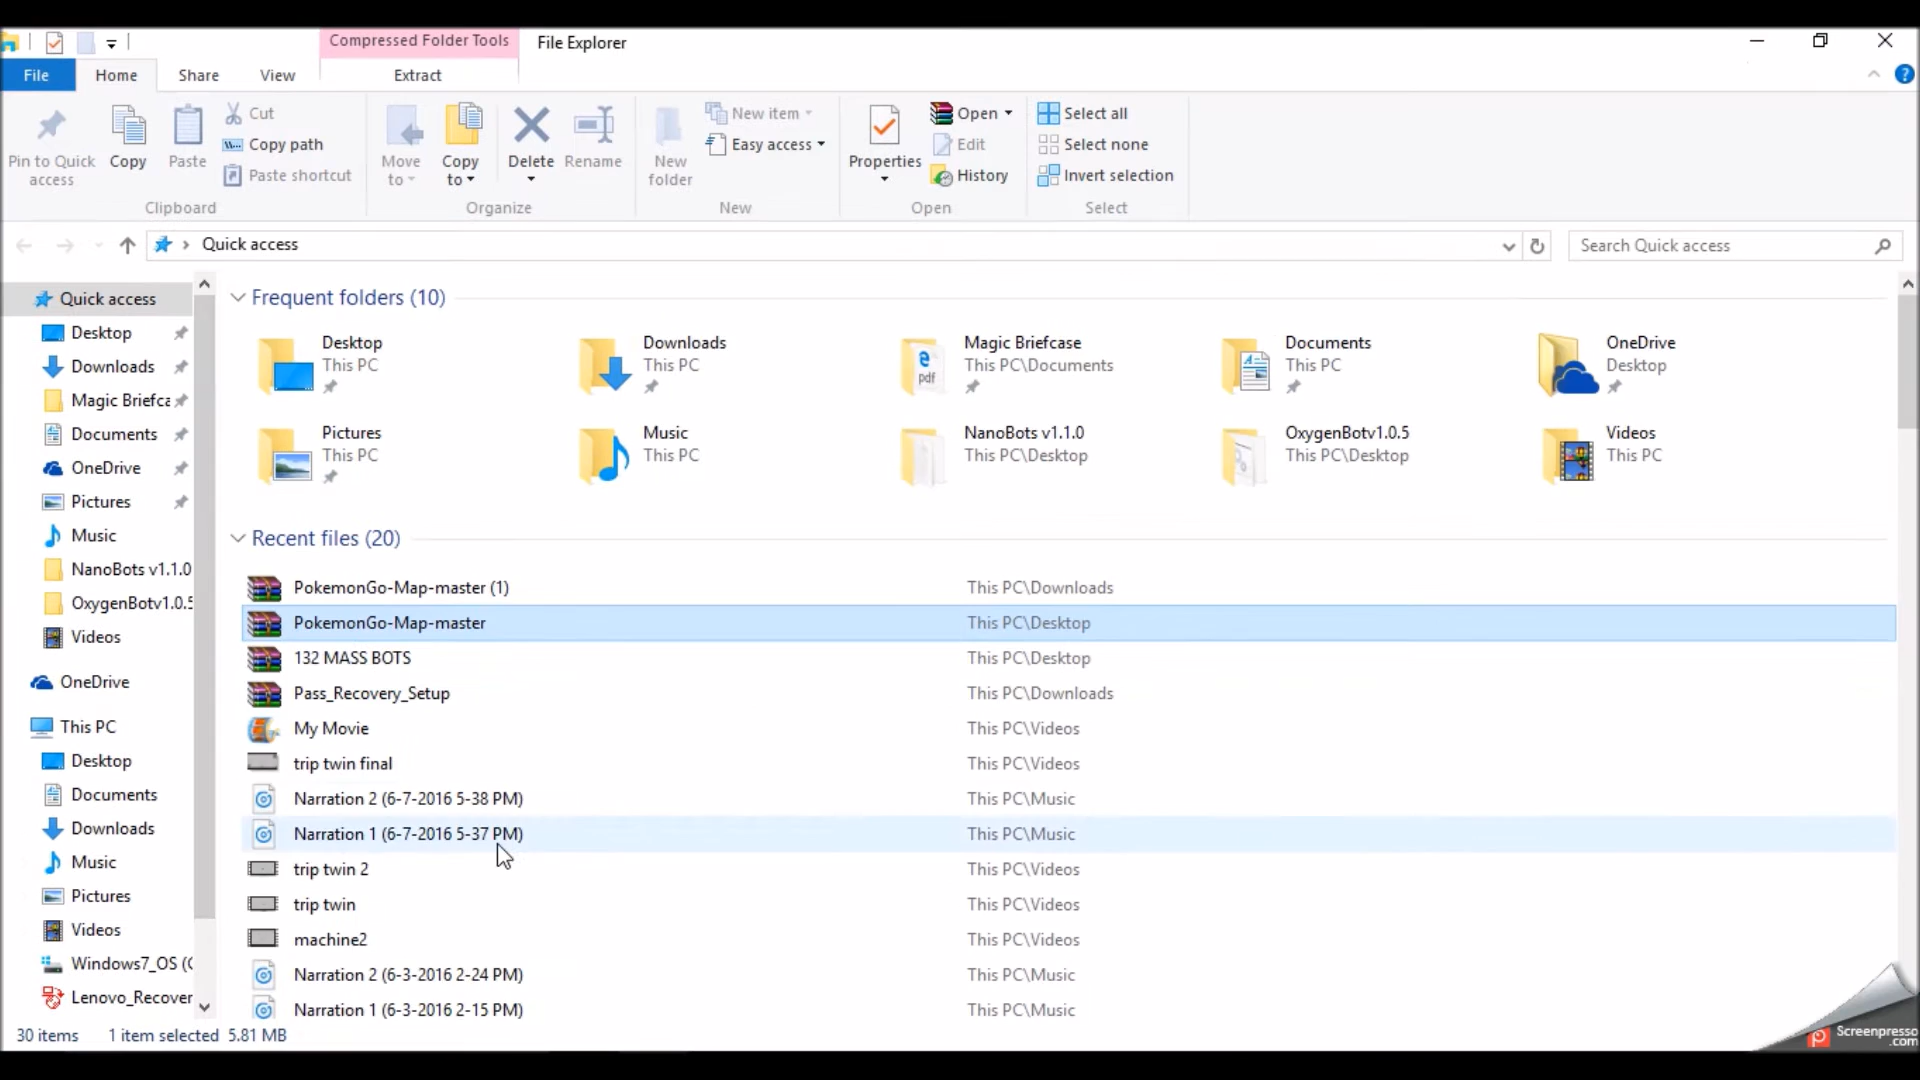 Compressed Folder Tools
File Explorer
File
Home
Share
View
Extract
Pin to Quick
access
Copy
Paste
Cut
Copy path
Paste shortcut
Clipboard
Move
to
Copy
to
Delete
Rename
Organize
New
folder
New item
Easy access
New
Properties
Open
Edit
History
Open
Select all
Select none
Invert selection
Select
Quick access
Search Quick access
Quick access
Desktop
Downloads
Magic Briefca
Documents
OneDrive
Pictures
Music
NanoBots v1.1.0
OxygenBotv1.0.5
Videos
OneDrive
This PC
Desktop
Documents
Downloads
Music
Pictures
Videos
Windows7_OS (C
Lenovo_Recover
Frequent folders (10)
Desktop
This PC
Downloads
This PC
Magic Briefcase
This PC\Documents
Documents
This PC
OneDrive
Desktop
Pictures
This PC
Music
This PC
NanoBots v1.1.0
This PC\Desktop
OxygenBotv1.0.5
This PC\Desktop
Videos
This PC
Recent files (20)
PokemonGo-Map-master (1) This PC\Downloads
PokemonGo-Map-master This PC\Desktop
132 MASS BOTS This PC\Desktop
Pass_Recovery_Setup This PC\Downloads
My Movie This PC\Videos
trip twin final This PC\Videos
Narration 2 (6-7-2016 5-38 PM) This PC\Music
Narration 1 (6-7-2016 5-37 PM) This PC\Music
trip twin 2 This PC\Videos
trip twin This PC\Videos
machine2 This PC\Videos
Narration 2 (6-3-2016 2-24 PM) This PC\Music
Narration 1 (6-3-2016 2-15 PM) This PC\Music
30 items 1 item selected 5.81 MB
Screenpresso
.com